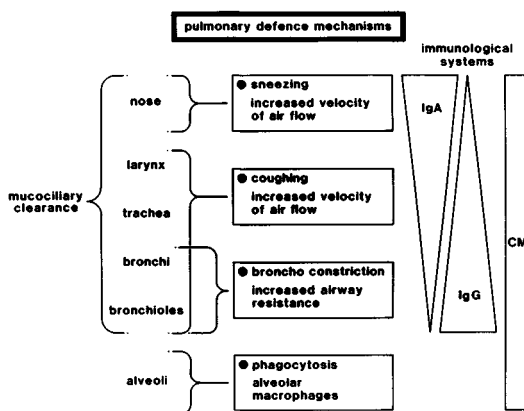 pulmonary defence mechanisms
immunological
systems
nose
● sneezing
increased velocity
of air flow
IgA
larynx
mucociliary
clearance
trachea
● coughing
increased velocity
of air flow
bronchi
bronchioles
● broncho constriction
increased airway
resistance
IgG
CM
alveoli
● phagocytosis
alveolar
macrophages